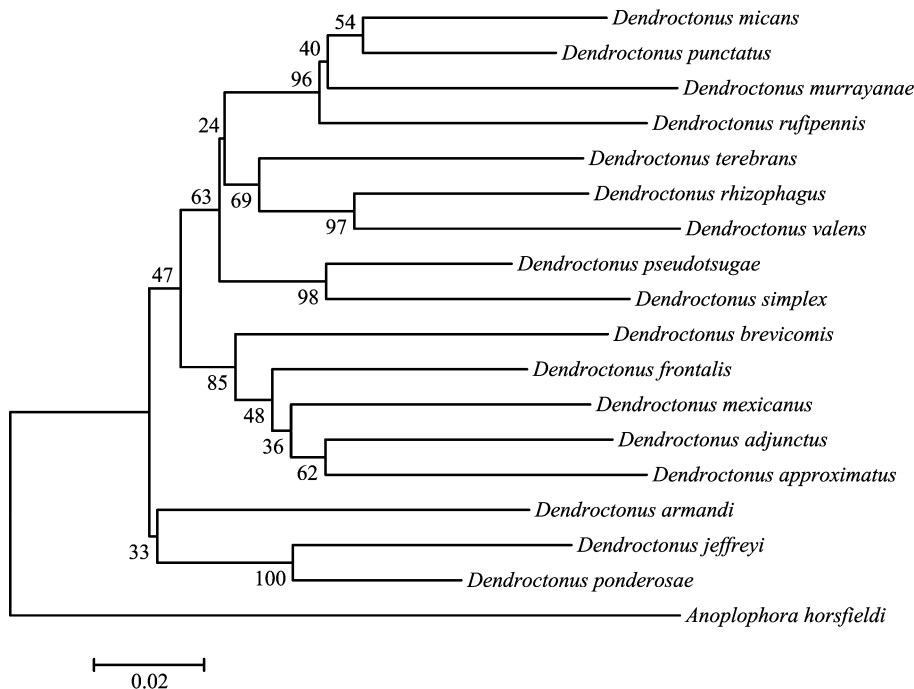 54
Dendroctonus micans
40
Dendroctonus punctatus
96
Dendroctonus murrayanae
24
Dendroctonus rufipennis
Dendroctonus terebrans
63
69
Dendroctonus rhizophagus
97
Dendroctonus valens
47
Dendroctonus pseudotsugae
98
Dendroctonus simplex
Dendroctonus brevicomis
85
Dendroctonus frontalis
48
Dendroctonus mexicanus
36
Dendroctonus adjunctus
62
Dendroctonus approximatus
Dendroctonus armandi
33
Dendroctonus jeffreyi
100
Dendroctonus ponderosae
Anoplophora horsfieldi
0.02